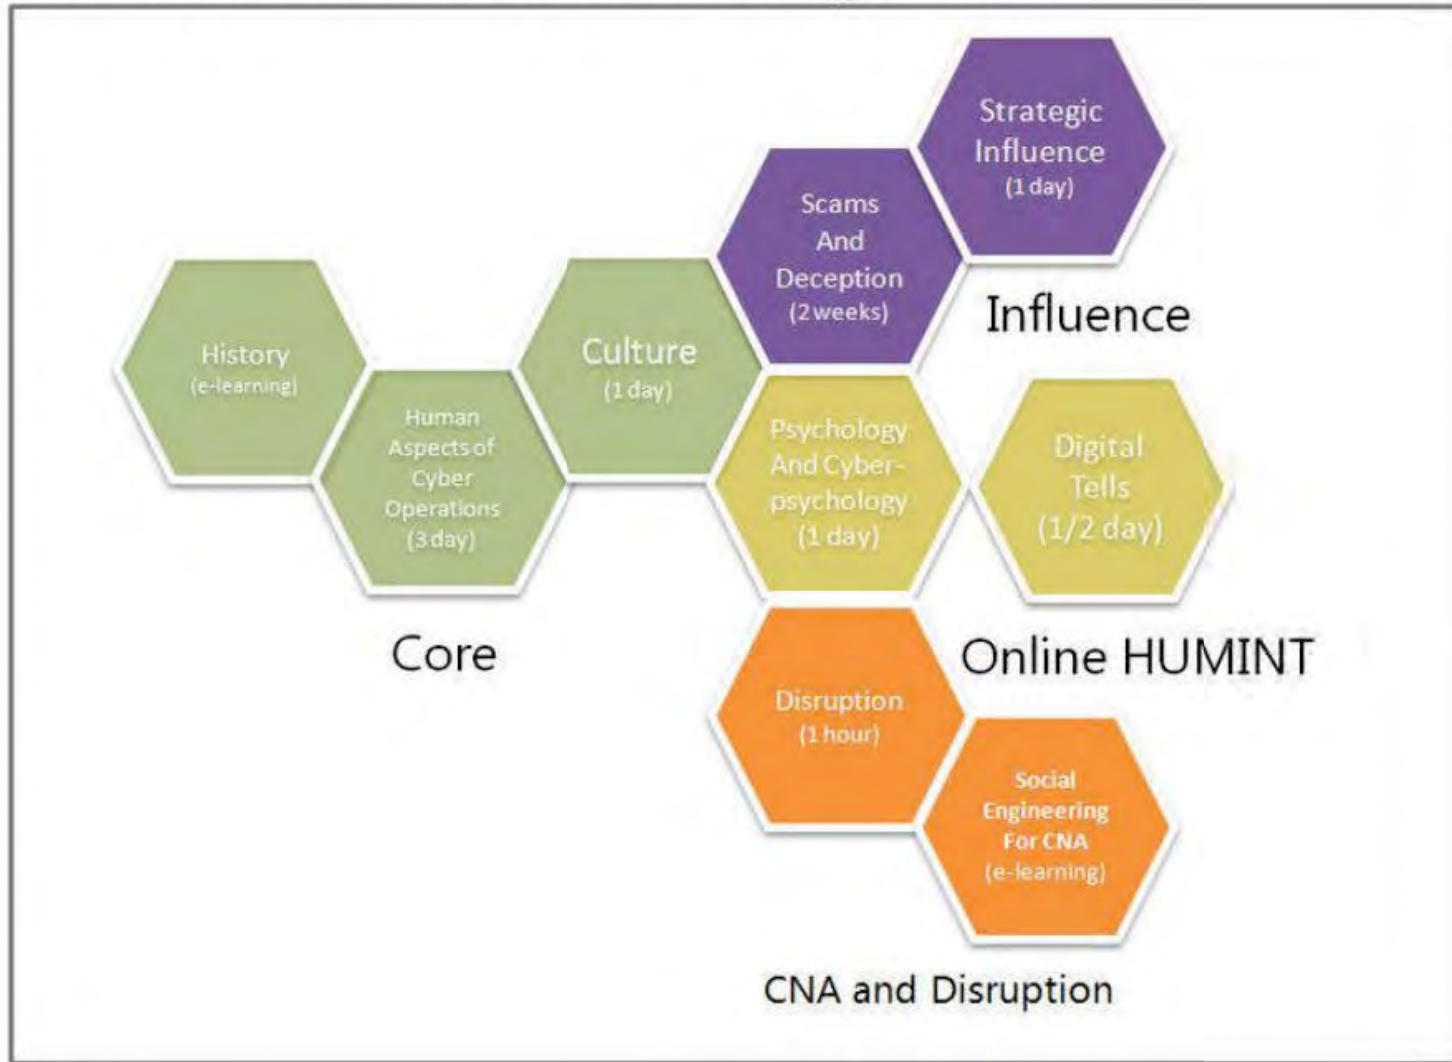 Strategic
Influence
(1 day)
Scams
And
Deception
(2 weeks)
Influence
History
(e-learning)
Human
Aspects of
Cyber
Operations
(3 day)
Culture
(1 day)
Core
Psychology
And Cyber-
psychology
(1 day)
Digital
Tells
(1/2 day)
Online HUMINT
Disruption
(1 hour)
Social
Engineering
For CNA
(e-learning)
CNA and Disruption